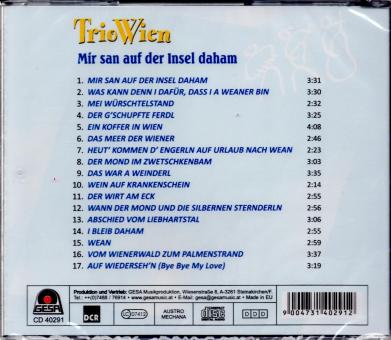 TrioWien
Mir san auf der Insel daham
1. MIR SAN AUF DER INSEL DAHAM 3:31
2. WAS KANN DENN I DAFÜR, DASS I A WEANER BIN 3:30
3. MEI WÜRSCHTELSTAND 2:32
4. DER G'SCHUPFTE FERDL 3:25
5. EIN KOFFER IN WIEN 4:08
6. DAS MEER DER WIENER 2:46
7. HEUT' KOMMEN D' ENGERLN AUF URLAUB NACH WEAN 2:23
8. DER MOND IM ZWETSCHKENBAM 3:03
9. DAS WAR A WEINDERL 3:35
10. WEIN AUF KRANKENSCHEIN 2:14
11. DER WIRT AM ECK 2:55
12. WANN DER MOND UND DIE SILBERNEN STERNDERLN 2:56
13. ABSCHIED VOM LIEBHARTSTAL 3:06
14. I BLEIB DAHAM 2:55
15. WEAN 2:59
16. VOM WIENERWALD ZUM PALMENSTRAND 3:37
17. AUF WIEDERSEH'N (Bye Bye My Love) 3:19
Produktion und Vertrieb: GESA Musikproduktion, Wiesenstraße 8, A-3261 Steinakirchen/F.
Tel.: ++(0)7488 / 76914 • www.gesamusic.at • E-Mail: gesa@gesamusic.at • Made in EU
GESA
CD 40291
DCR
LC 07412
AUSTRO
MECHANA
COMPACT
disc
DIGITAL AUDIO
DDD
9 004731 402912